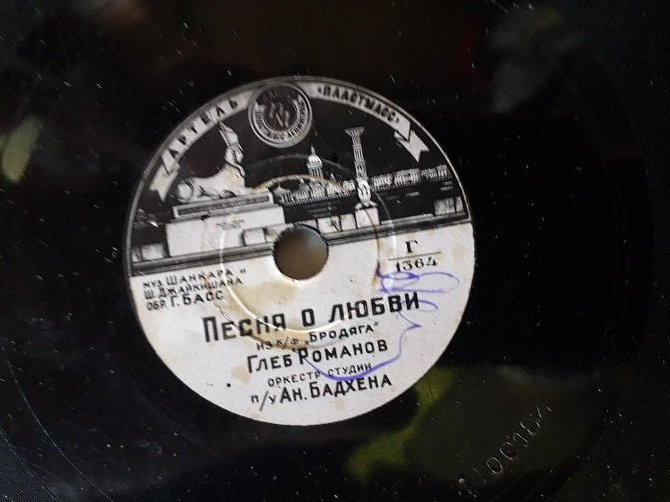 АРТЕЛЬ «ПЛАСТМАСС»
Г
1364
МУЗ. ШАНКАРА и
Ш. ДЖАЙКИШАНА
ОБР. Г. БАСС
ПЕСНЯ О ЛЮБВИ
ИЗ К/Ф „БРОДЯГА"
ГЛЕБ РОМАНОВ
ОРКЕСТР СТУДИИ
п/у АН. БАДХЕНА